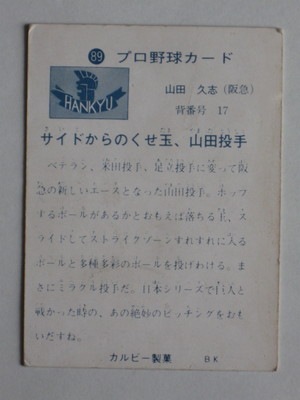 89 プロ野球カード
HANKYU
山田 久志(阪急)
背番号 17
サイドからのくせ玉、山田投手
ベテラン、米田投手、足立投手に変って阪
急の新しいエースとなった山田投手。ホップ
するボールがあるかとおもえば落ちる玉、ス
ライドしてストライクゾーンすれすれに入る
ボールと多種多彩のボールを投げわける。ま
さにミラクル投手だ。日本シリーズで巨人と
戦かった時の、あの絶妙のピッチングをおも
いだすね。
カルビー製菓 BK